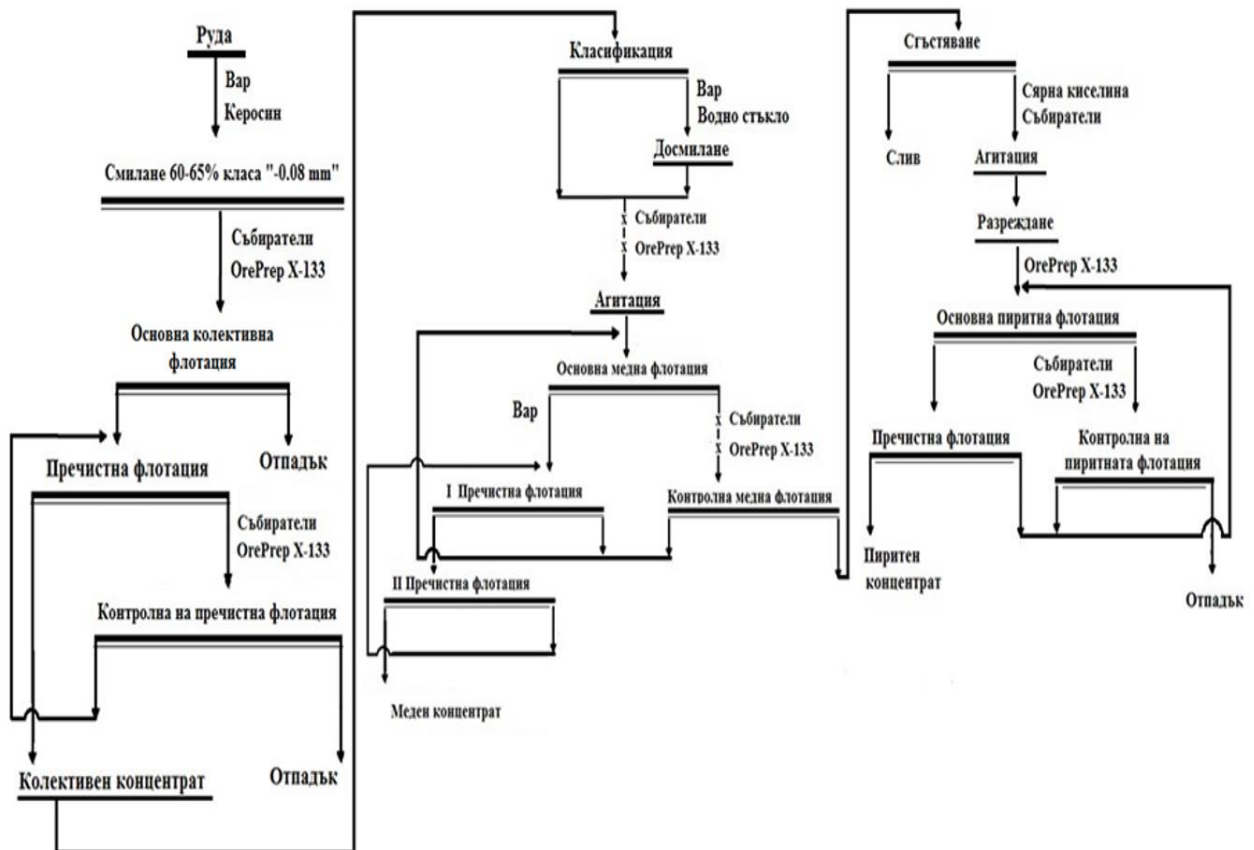 Руда
Вар
Керосин
Смилане 60-65% класа "-0.08 mm"
Събиратели
OrePrep X-133
Основна колективна
флотация
Отпадък
Пречистна флотация
Събиратели
OrePrep X-133
Контролна на пречистна флотация
Колективен концентрат
Отпадък
Класификация
Вар
Водно стъкло
Досмилане
x Събиратели
x OrePrep X-133
Агитация
Основна медна флотация
Вар
x Събиратели
x OrePrep X-133
I Пречистна флотация
Контролна медна флотация
II Пречистна флотация
Меден концентрат
Сгъстяване
Слив
Сярна киселина
Събиратели
Агитация
Разреждане
OrePrep X-133
Основна пиритна флотация
Събиратели
OrePrep X-133
Пречистна флотация
Контролна на
пиритната флотация
Пиритен
концентрат
Отпадък